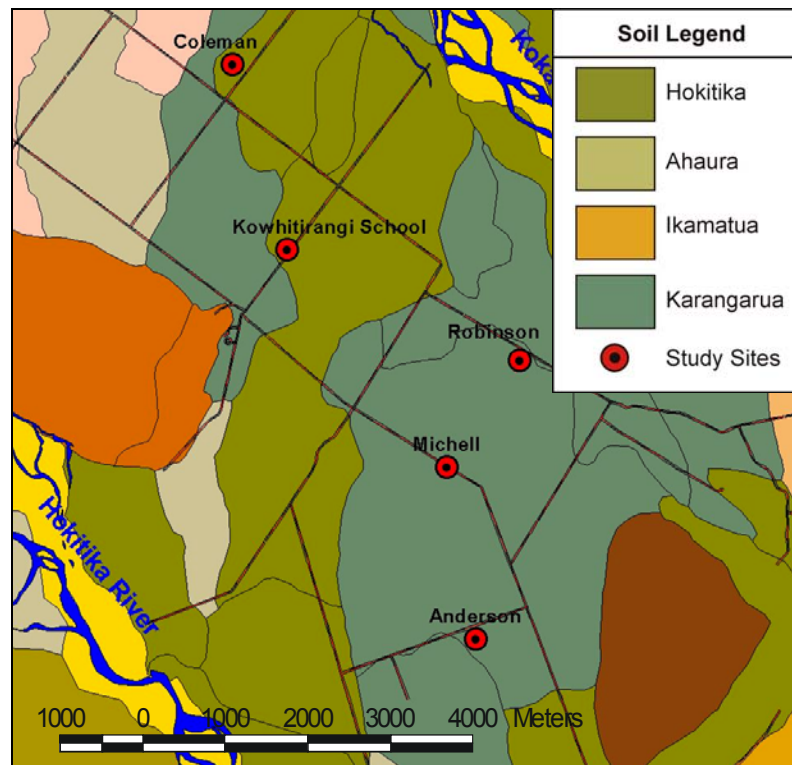 Coleman
Koka
Soil Legend
Hokitika
Ahaura
Ikamatua
Karangarua
Study Sites
Kowhitirangi School
Robinson
Michell
Hokitika River
Anderson
1000 0 1000 2000 3000 4000 Meters